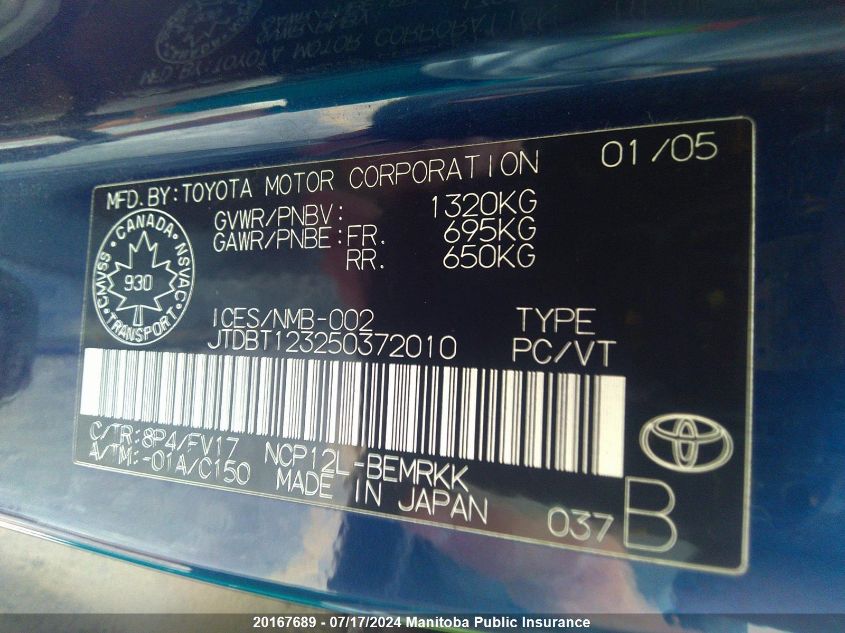 01/05
MFD. BY: TOYOTA MOTOR CORPORATION
GVWR/PNBV: 1320KG
GAWR/PNBE: FR. 695KG
RR. 650KG
CANADA
CMVSS NSVAC
930
TRANSPORT
ICES/NMB-002 TYPE
JTDBT123250372010 PC/VT
C/TR:8P4/FV17 NCP12L-BEMRKK
A/TM:-01A/C150 MADE IN JAPAN
037 B
20167689 - 07/17/2024 Manitoba Public Insurance